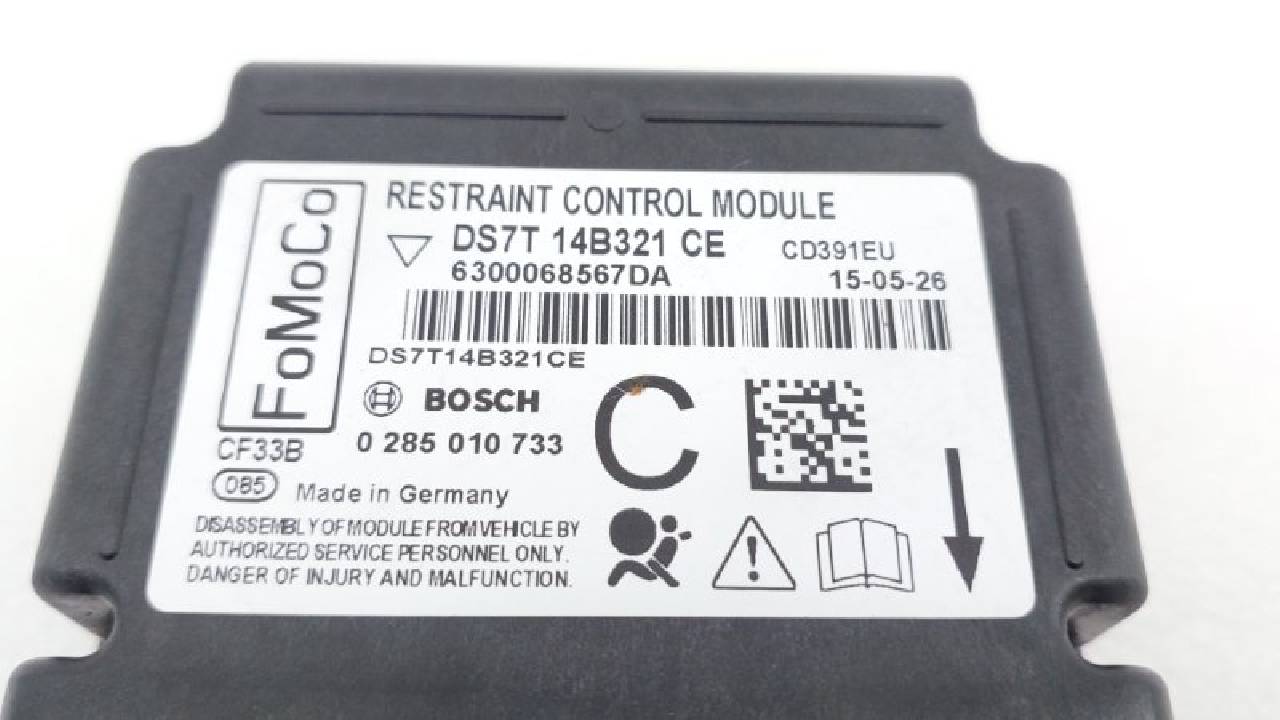 FoMoCo
RESTRAINT CONTROL MODULE
DS7T 14B321 CE CD391EU
6300068567DA 15-05-26
DS7T14B321CE
BOSCH
C
CF33B 0 285 010 733
085 Made in Germany
DISASSEMBLY OF MODULE FROM VEHICLE BY
AUTHORIZED SERVICE PERSONNEL ONLY.
DANGER OF INJURY AND MALFUNCTION.